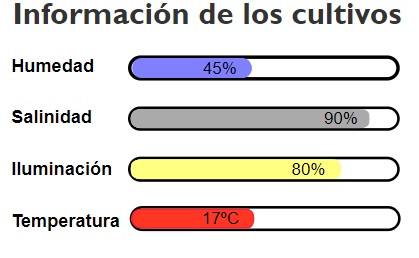 Información de los cultivos
Humedad 45%
Salinidad 90%
Iluminación 80%
Temperatura 17ºC